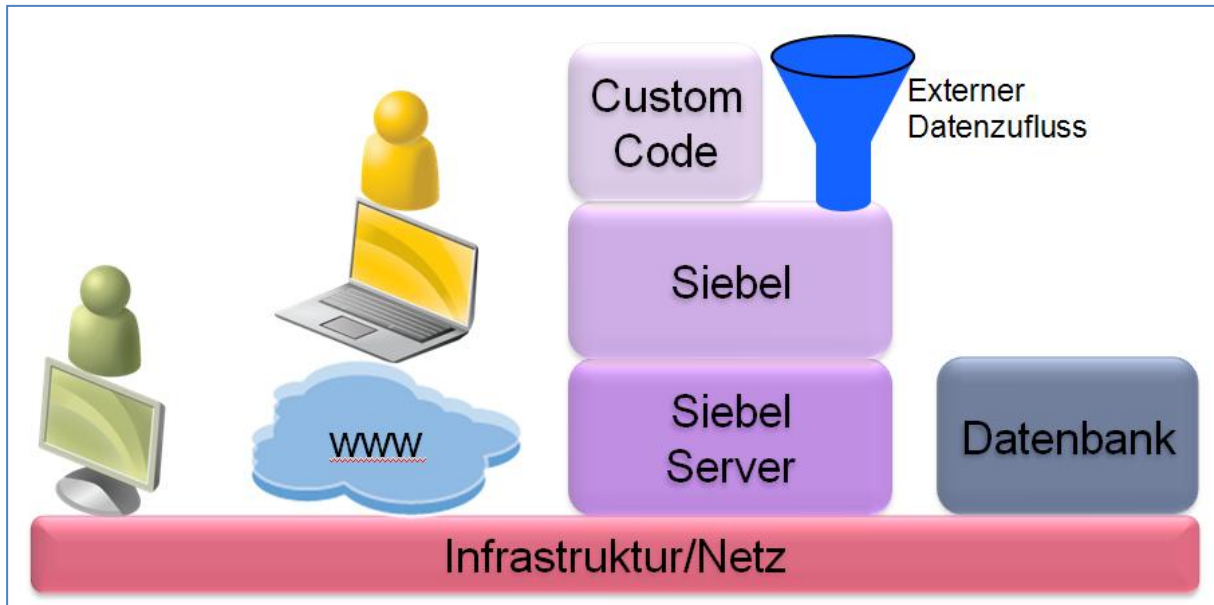 Custom
Code
Externer
Datenzufluss
Siebel
WWW
Siebel
Server
Datenbank
Infrastruktur/Netz